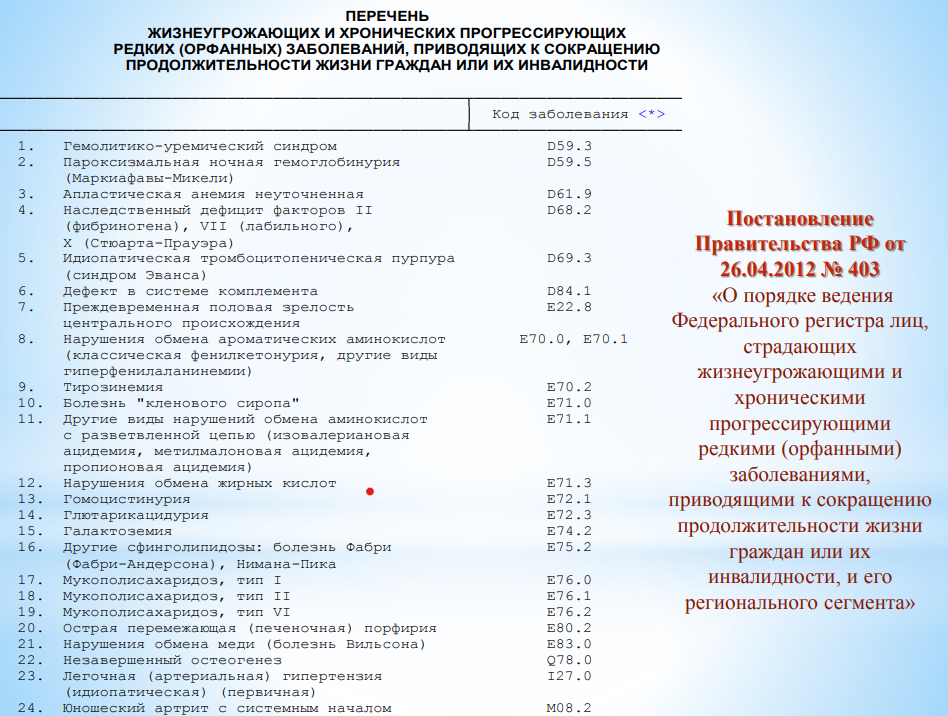 ПЕРЕЧЕНЬ
ЖИЗНЕУГРОЖАЮЩИХ И ХРОНИЧЕСКИХ ПРОГРЕССИРУЮЩИХ
РЕДКИХ (ОРФАННЫХ) ЗАБОЛЕВАНИЙ, ПРИВОДЯЩИХ К СОКРАЩЕНИЮ
ПРОДОЛЖИТЕЛЬНОСТИ ЖИЗНИ ГРАЖДАН ИЛИ ИХ ИНВАЛИДНОСТИ
Код заболевания <*>
1. Гемолитико-уремический синдром D59.3
2. Пароксизмальная ночная гемоглобинурия D59.5
(Маркиафавы-Микели)
3. Апластическая анемия неуточненная D61.9
4. Наследственный дефицит факторов II D68.2
(фибриногена), VII (лабильного),
X (Стюарта-Прауэра)
5. Идиопатическая тромбоцитопеническая пурпура D69.3
(синдром Эванса)
6. Дефект в системе комплемента D84.1
7. Преждевременная половая зрелость E22.8
центрального происхождения
8. Нарушения обмена ароматических аминокислот E70.0, E70.1
(классическая фенилкетонурия, другие виды
гиперфенилаланинемии)
9. Тирозинемия E70.2
10. Болезнь "кленового сиропа" E71.0
11. Другие виды нарушений обмена аминокислот E71.1
с разветвленной цепью (изовалериановая
ацидемия, метилмалоновая ацидемия,
пропионовая ацидемия)
12. Нарушения обмена жирных кислот E71.3
13. Гомоцистинурия E72.1
14. Глютарикацидурия E72.3
15. Галактоземия E74.2
16. Другие сфинголипидозы: болезнь Фабри E75.2
(Фабри-Андерсона), Нимана-Пика
17. Мукополисахаридоз, тип I E76.0
18. Мукополисахаридоз, тип II E76.1
19. Мукополисахаридоз, тип VI E76.2
20. Острая перемежающая (печеночная) порфирия E80.2
21. Нарушения обмена меди (болезнь Вильсона) E83.0
22. Незавершенный остеогенез Q78.0
23. Легочная (артериальная) гипертензия I27.0
(идиопатическая) (первичная)
24. Юношеский артрит с системным началом M08.2
Постановление
Правительства РФ от
26.04.2012 № 403
«О порядке ведения
Федерального регистра лиц,
страдающих
жизнеугрожающими и
хроническими
прогрессирующими
редкими (орфанными)
заболеваниями,
приводящими к сокращению
продолжительности жизни
граждан или их
инвалидности, и его
регионального сегмента»